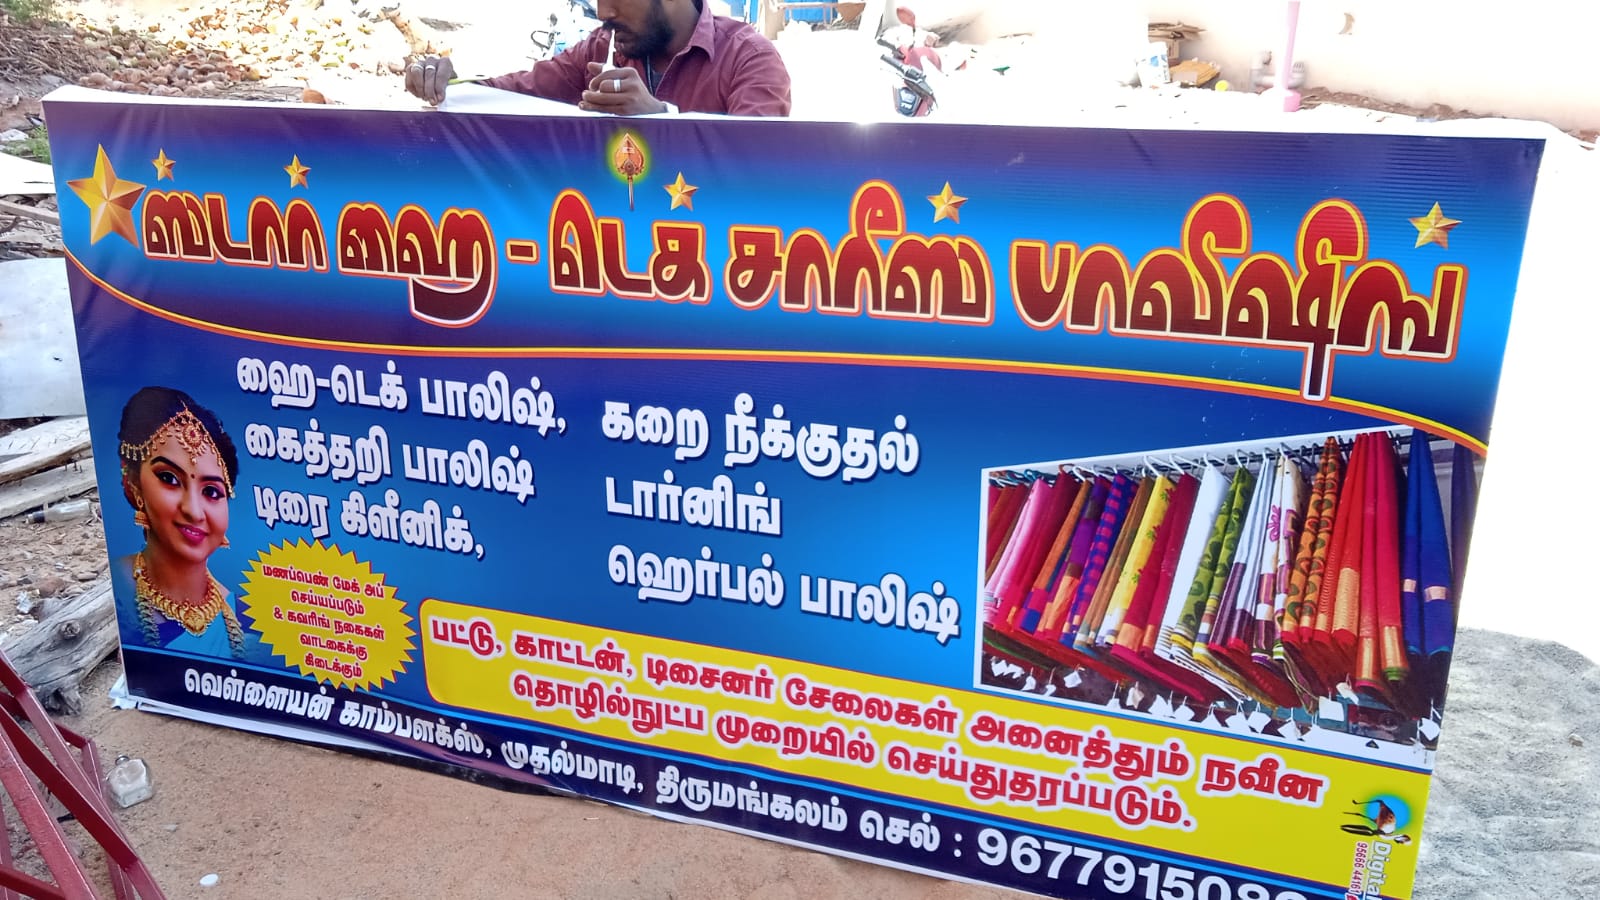 ஸ்டார் ஹை - டெக் சாரீஸ் பாலிஷிங்
ஹை-டெக் பாலிஷ்,
கைத்தறி பாலிஷ்
டிரை கிளீனிக்,
கறை நீக்குதல்
டார்னிங்
ஹெர்பல் பாலிஷ்
மணப்பெண் மேக் அப்
செய்யப்படும்
& கவரிங் நகைகள்
வாடகைக்கு
கிடைக்கும்
பட்டு, காட்டன், டிசைனர் சேலைகள் அனைத்தும் நவீன
தொழில்நுட்ப முறையில் செய்துதரப்படும்.
வெள்ளையன் காம்பளக்ஸ், முதல்மாடி, திருமங்கலம் செல் :
Digital